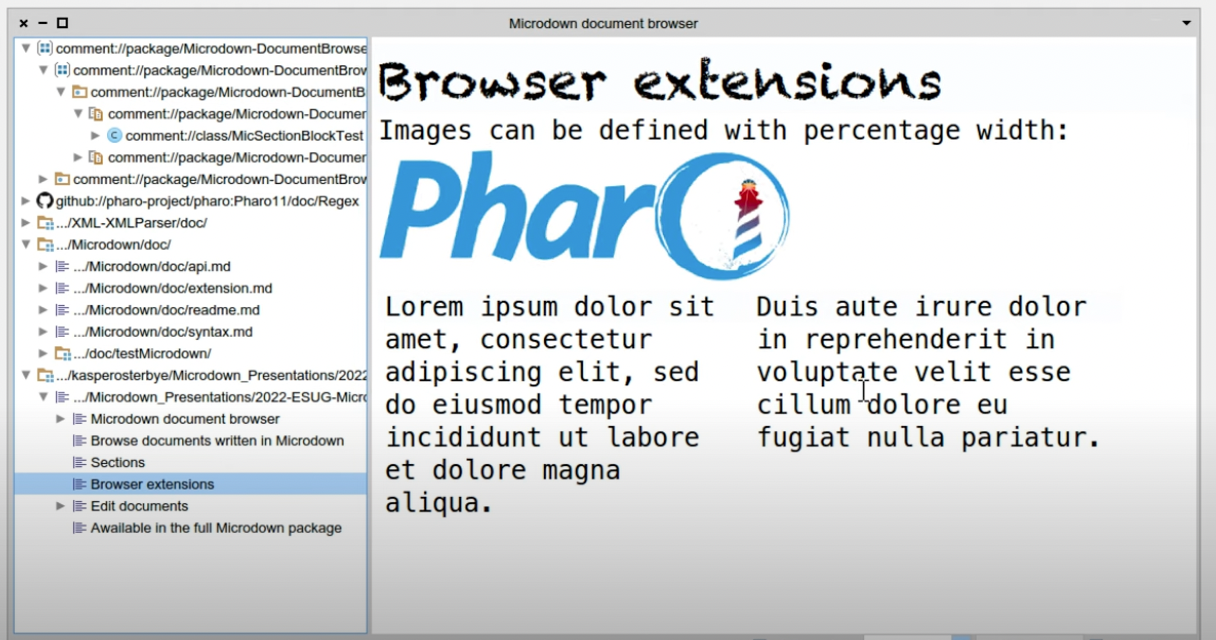 Microdown document browser
comment://package/Microdown-DocumentBrowse
comment://package/Microdown-DocumentBrow
comment://package/Microdown-DocumentB
comment://package/Microdown-Documer
comment://class/MicSectionBlockTest
comment://package/Microdown-Documer
comment://package/Microdown-DocumentBrow
github://pharo-project/pharo:Pharo11/doc/Regex
.../XML-XMLParser/doc/
.../Microdown/doc/
.../Microdown/doc/api.md
.../Microdown/doc/extension.md
.../Microdown/doc/readme.md
.../Microdown/doc/syntax.md
.../doc/testMicrodown/
.../kasperosterbye/Microdown_Presentations/2022
.../Microdown_Presentations/2022-ESUG-Micro
Microdown document browser
Browse documents written in Microdown
Sections
Browser extensions
Edit documents
Awailable in the full Microdown package
Browser extensions
Images can be defined with percentage width:
Pharo
Lorem ipsum dolor sit
amet, consectetur
adipiscing elit, sed
do eiusmod tempor
incididunt ut labore
et dolore magna
aliqua.
Duis aute irure dolor
in reprehenderit in
voluptate velit esse
cillum dolore eu
fugiat nulla pariatur.